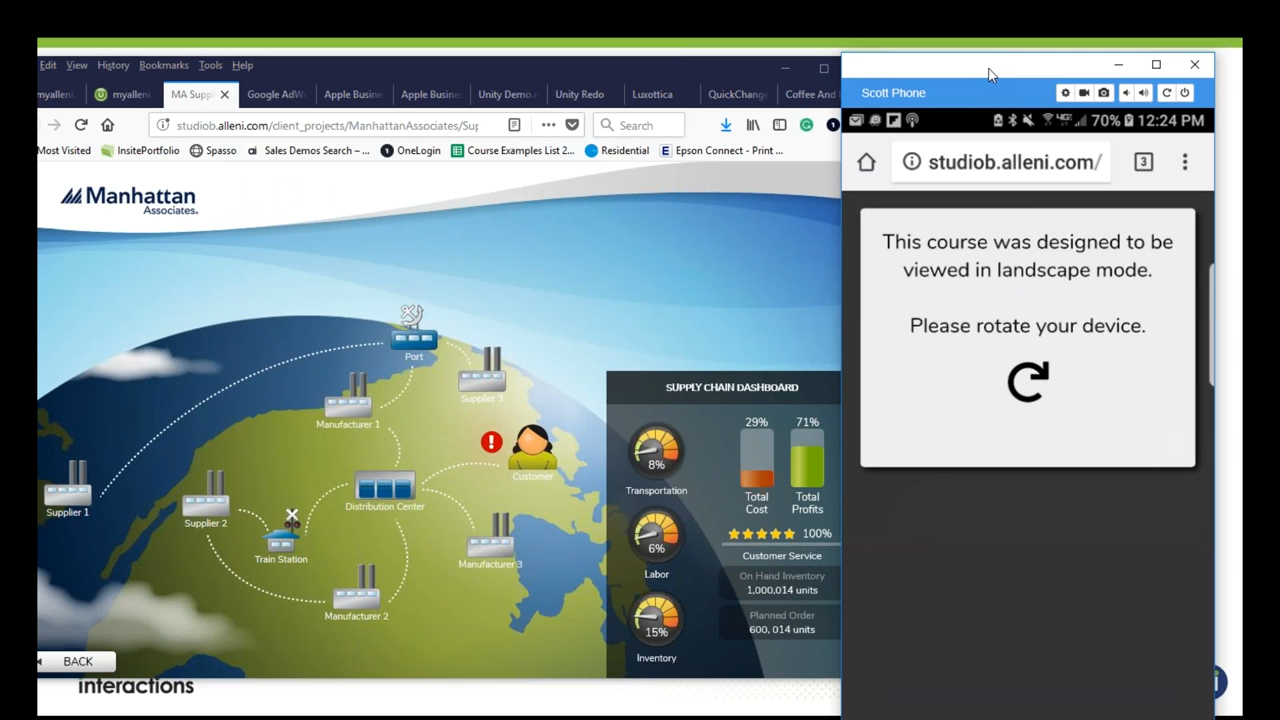 Edit View History Bookmarks Tools Help
myalleni. myalleni MA Suppl Google AdW Apple Busine Apple Busine Unity Demo. Unity Redo Luxottica QuickChang Coffee And
studiob.alleni.com/client_projects/ManhattanAssociates/Sup Search
Most Visited InsitePortfolio Spasso ai Sales Demos Search – ... OneLogin Course Examples List 2... Residential Epson Connect - Print ...
Manhattan
Associates
Port
Supplier 3
Manufacturer 1
Customer
Supplier 1
Supplier 2
Distribution Center
Train Station
Manufacturer 3
Manufacturer 2
BACK
interactions
SUPPLY CHAIN DASHBOARD
8%
Transportation
6%
Labor
15%
Inventory
29% 71%
Total Cost
Total Profits
100%
Customer Service
On Hand Inventory
1,000,014 units
Planned Order
600, 014 units
Scott Phone
70% 12:24 PM
studiob.alleni.com/ 3
This course was designed to be
viewed in landscape mode.
Please rotate your device.